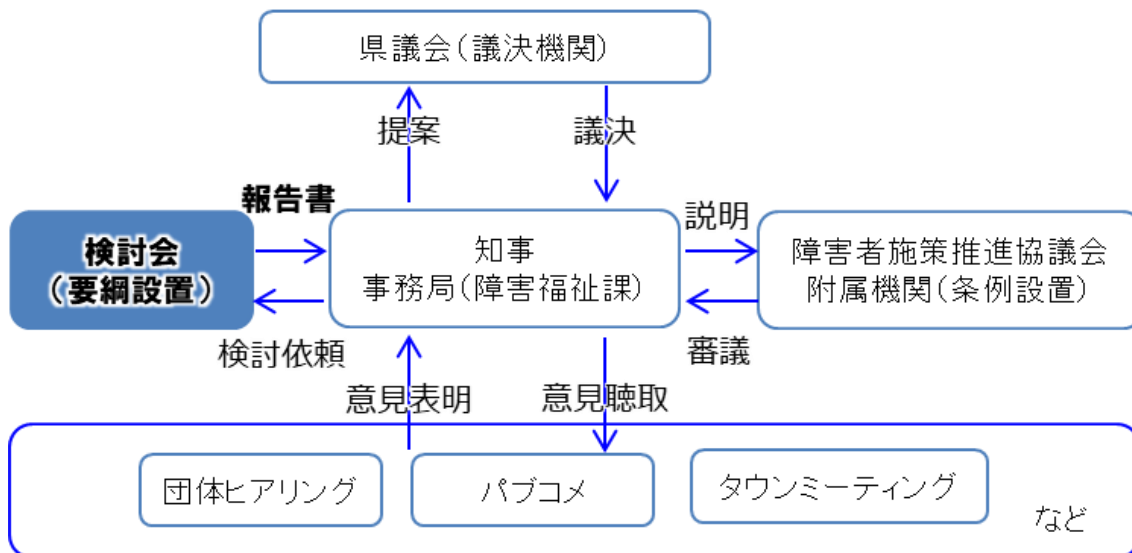 県議会(議決機関)
提案
議決
報告書
検討会
(要綱設置)
知事
事務局(障害福祉課)
説明
障害者施策推進協議会
附属機関(条例設置)
検討依頼
審議
意見表明
意見聴取
団体ヒアリング
パブコメ
タウンミーティング
など